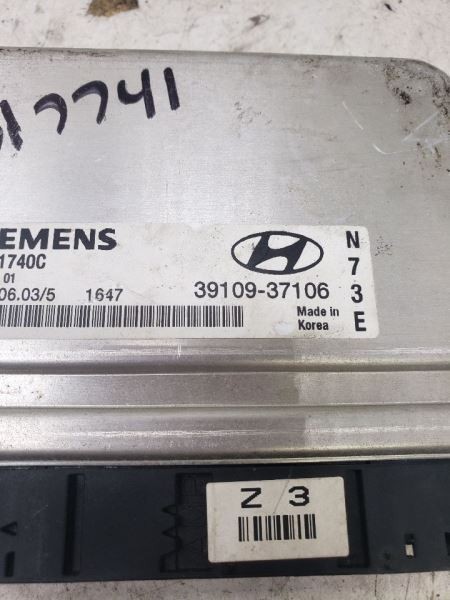 17741
EMENS
1740C
01
06.03/5 1647 39109-37106
Made in
Korea
N
7
3
E
Z 3